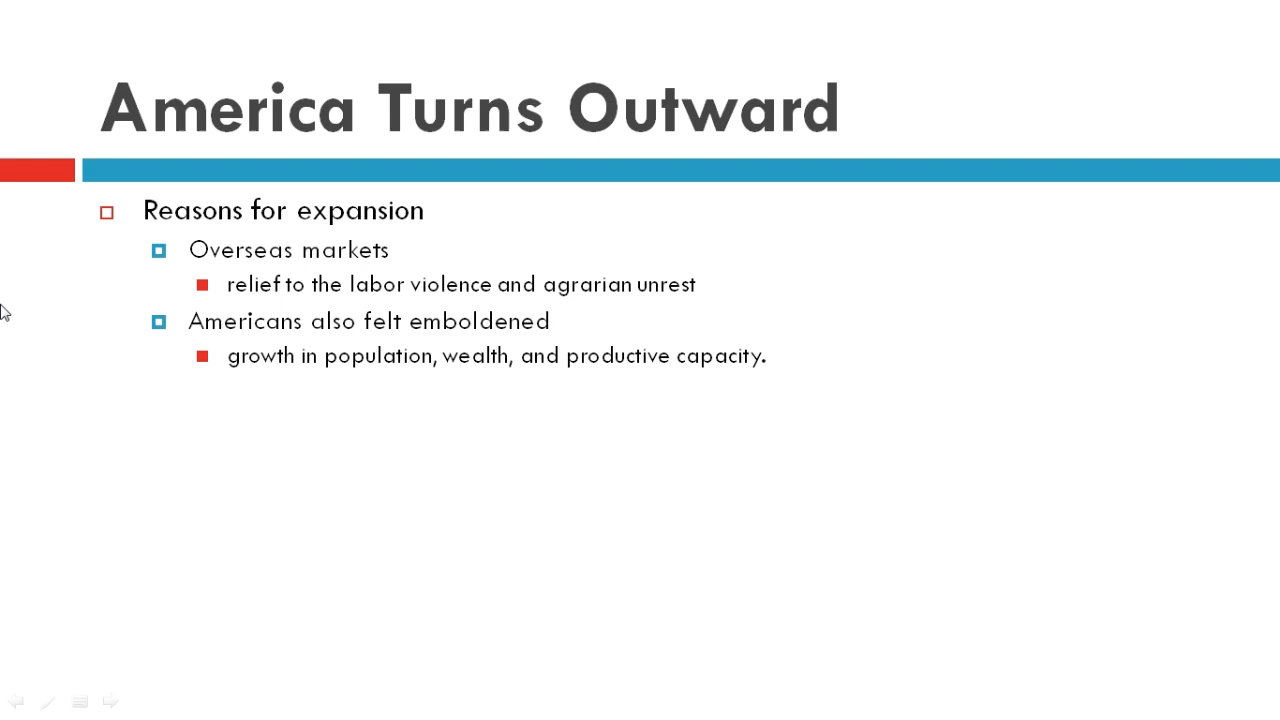 America Turns Outward
Reasons for expansion
Overseas markets
relief to the labor violence and agrarian unrest
Americans also felt emboldened
growth in population, wealth, and productive capacity.